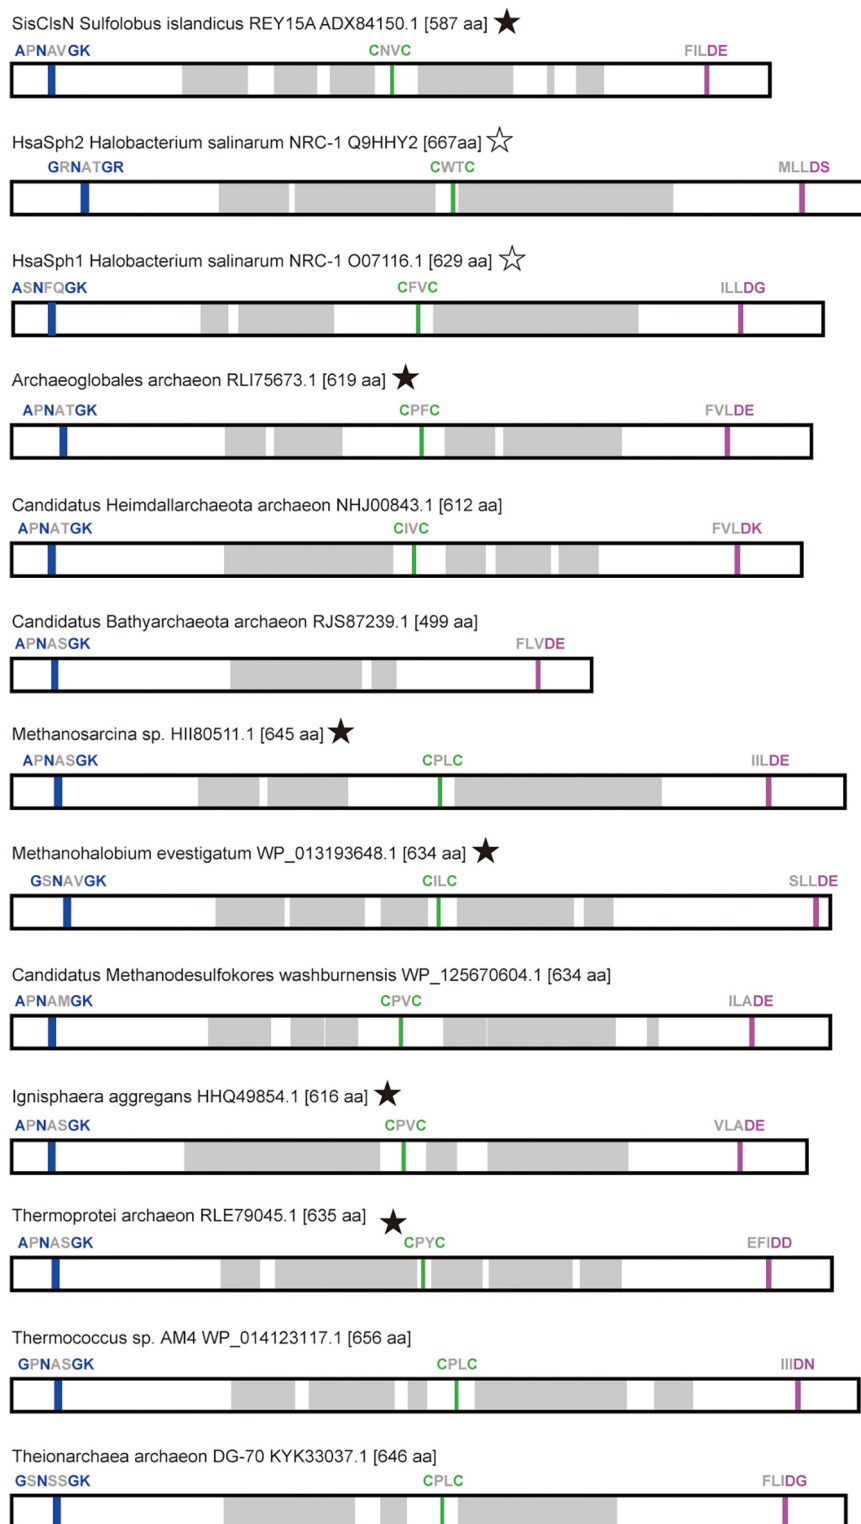 SisClsN Sulfolobus islandicus REY15A ADX84150.1 [587 aa]
APNAVGK CNVC FILDE
HsaSph2 Halobacterium salinarum NRC-1 Q9HHY2 [667aa]
GRNATGR CWTC MLLDS
HsaSph1 Halobacterium salinarum NRC-1 O07116.1 [629 aa]
ASNFQGK CFVC ILLDG
Archaeoglobales archaeon RLI75673.1 [619 aa]
APNATGK CPFC FVLDE
Candidatus Heimdallarchaeota archaeon NHJ00843.1 [612 aa]
APNATGK CIVC FVLDK
Candidatus Bathyarchaeota archaeon RJS87239.1 [499 aa]
APNASGK FLVDE
Methanosarcina sp. HII80511.1 [645 aa]
APNASGK CPLC IILDE
Methanohalobium evestigatum WP_013193648.1 [634 aa]
GSNAVGK CILC SLLDE
Candidatus Methanodesulfokores washburnensis WP_125670604.1 [634 aa]
APNAMGK CPVC ILADE
Ignisphaera aggregans HHQ49854.1 [616 aa]
APNASGK CPVC VLADE
Thermoprotei archaeon RLE79045.1 [635 aa]
APNASGK CPYC EFIDD
Thermococcus sp. AM4 WP_014123117.1 [656 aa]
GPNASGK CPLC IIIDN
Theionarchaea archaeon DG-70 KYK33037.1 [646 aa]
GSNSSGK CPLC FLIDG